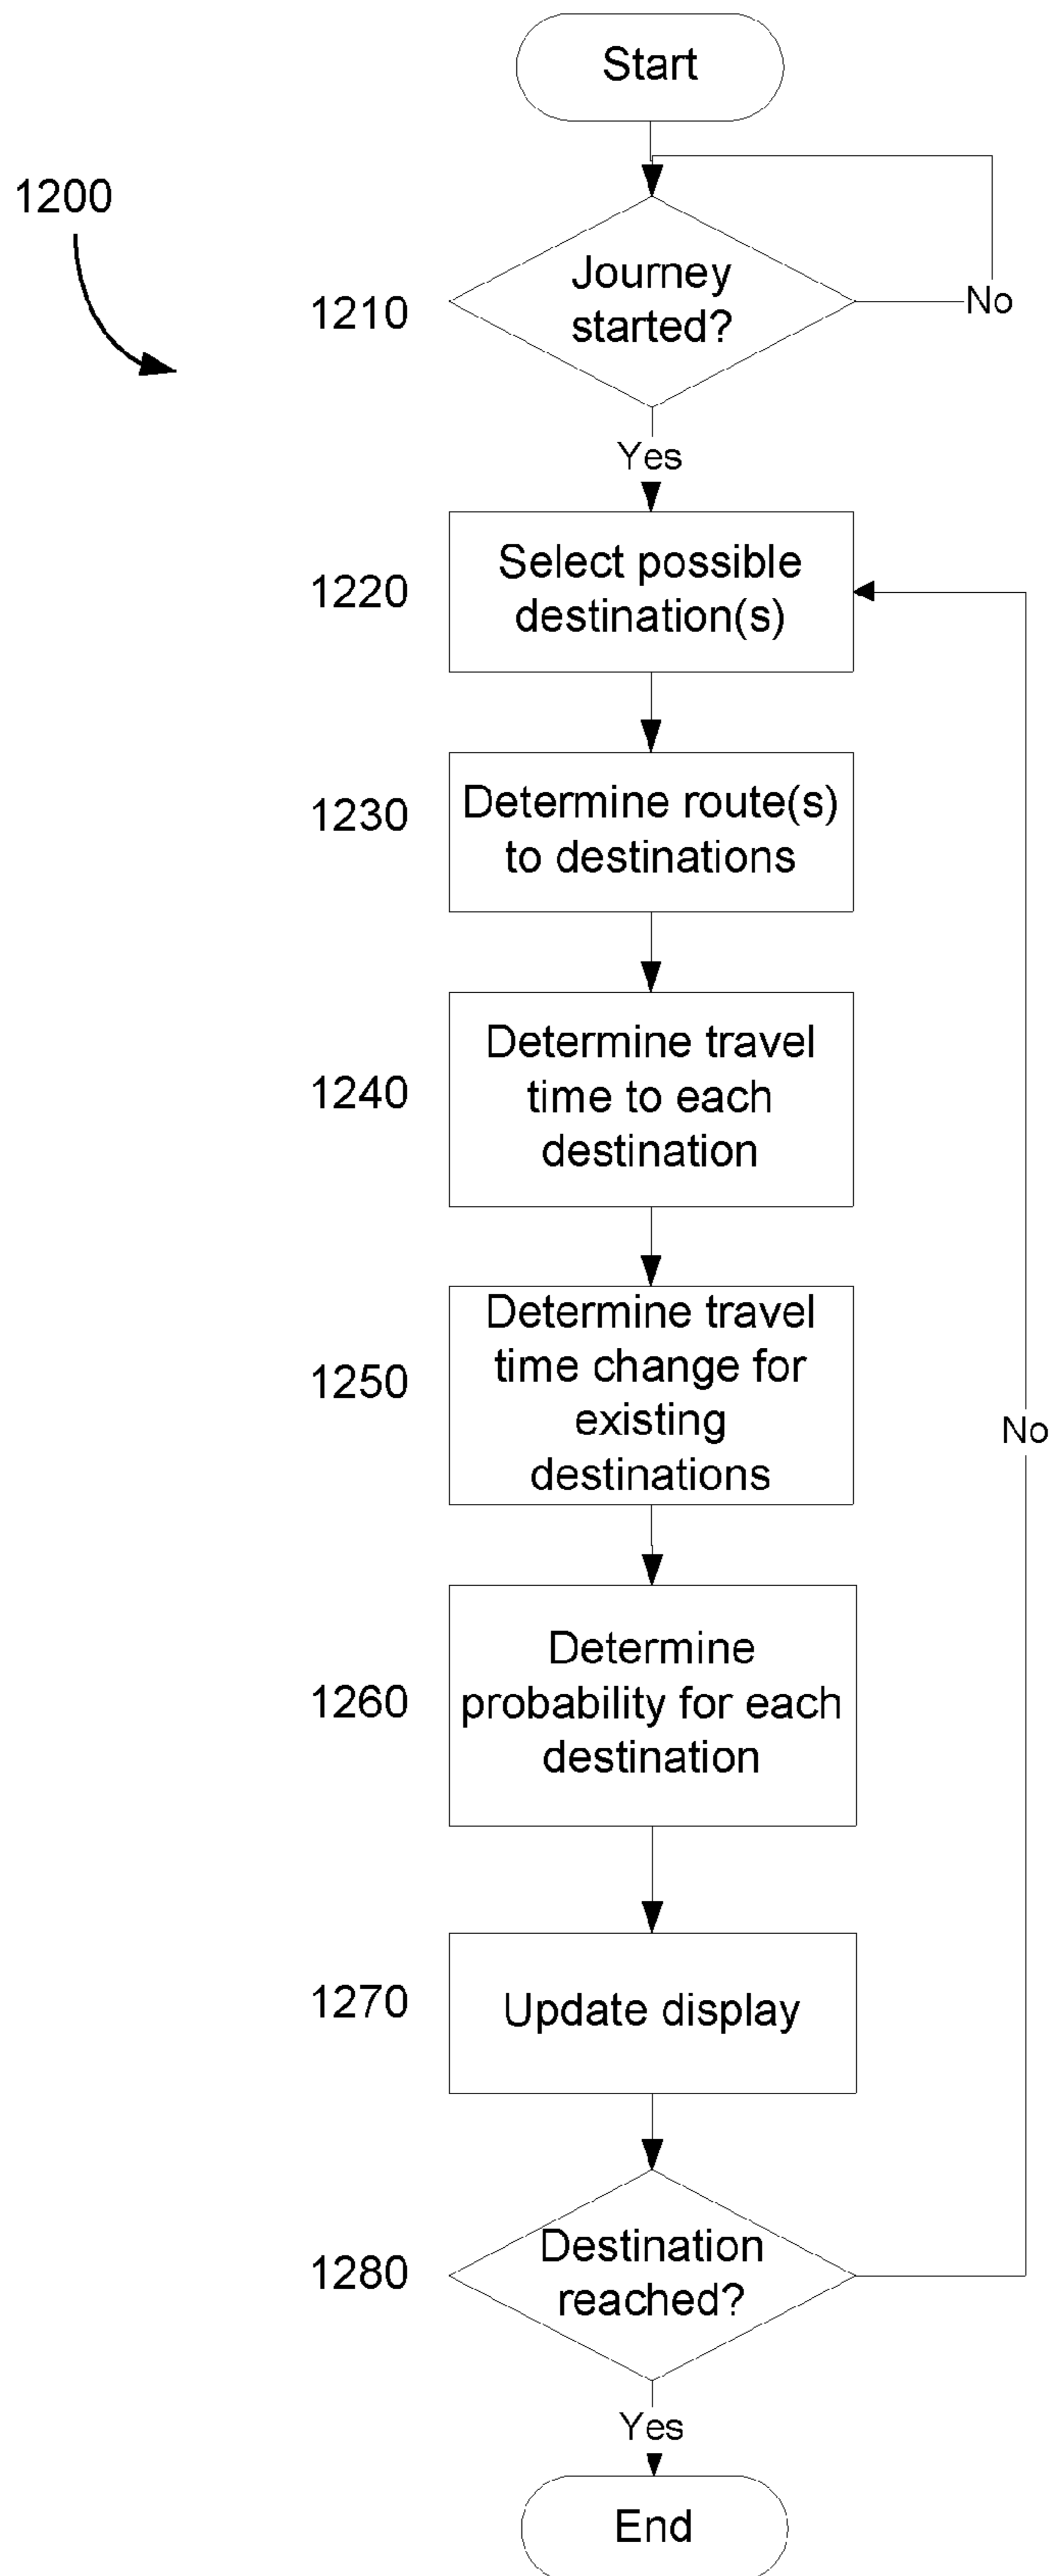 Start
1200
1210
Journey
started?
No
Yes
1220
Select possible
destination(s)
1230
Determine route(s)
to destinations
1240
Determine travel
time to each
destination
1250
Determine travel
time change for
existing
destinations
No
1260
Determine
probability for each
destination
1270
Update display
1280
Destination
reached?
Yes
End